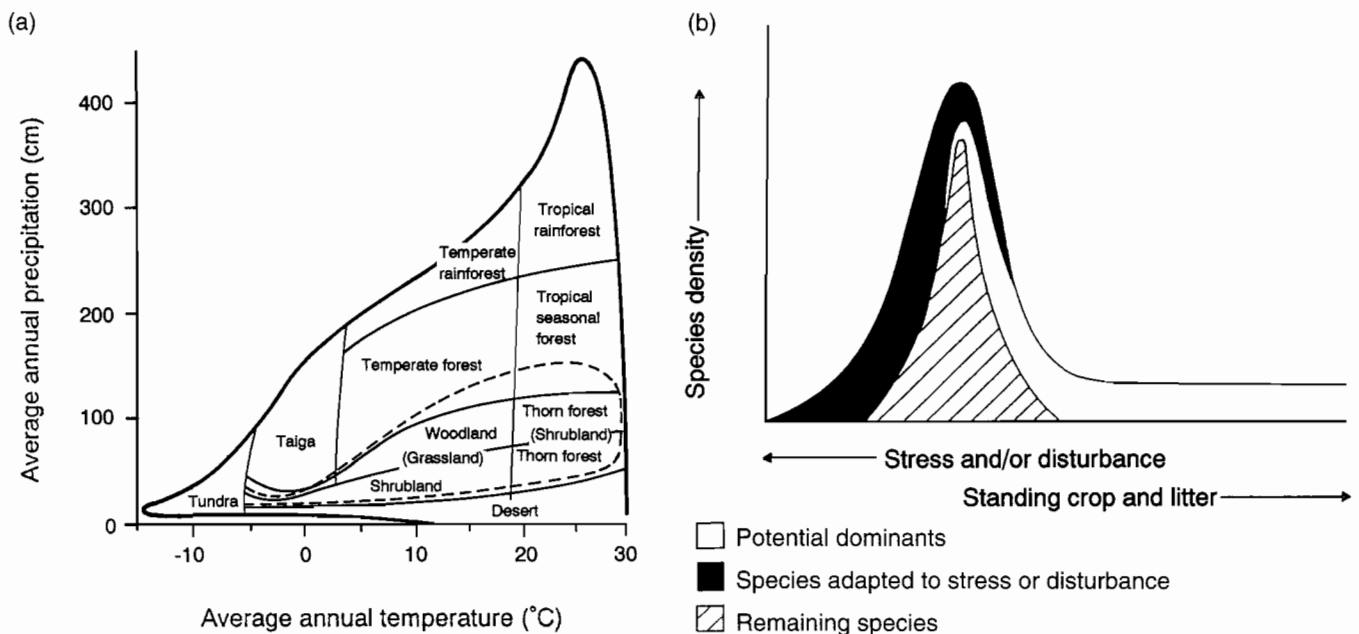 (a)
Average annual precipitation (cm)
400
300
200
100
0
Tropical
rainforest
Temperate
rainforest
Tropical
seasonal
forest
Temperate forest
Taiga
Woodland
Thorn forest
(Shrubland)
(Grassland)
Thorn forest
Shrubland
Tundra
Desert
-10
0
10
20
30
Average annual temperature (°C)
(b)
Species density
Stress and/or disturbance
Standing crop and litter
Potential dominants
Species adapted to stress or disturbance
Remaining species